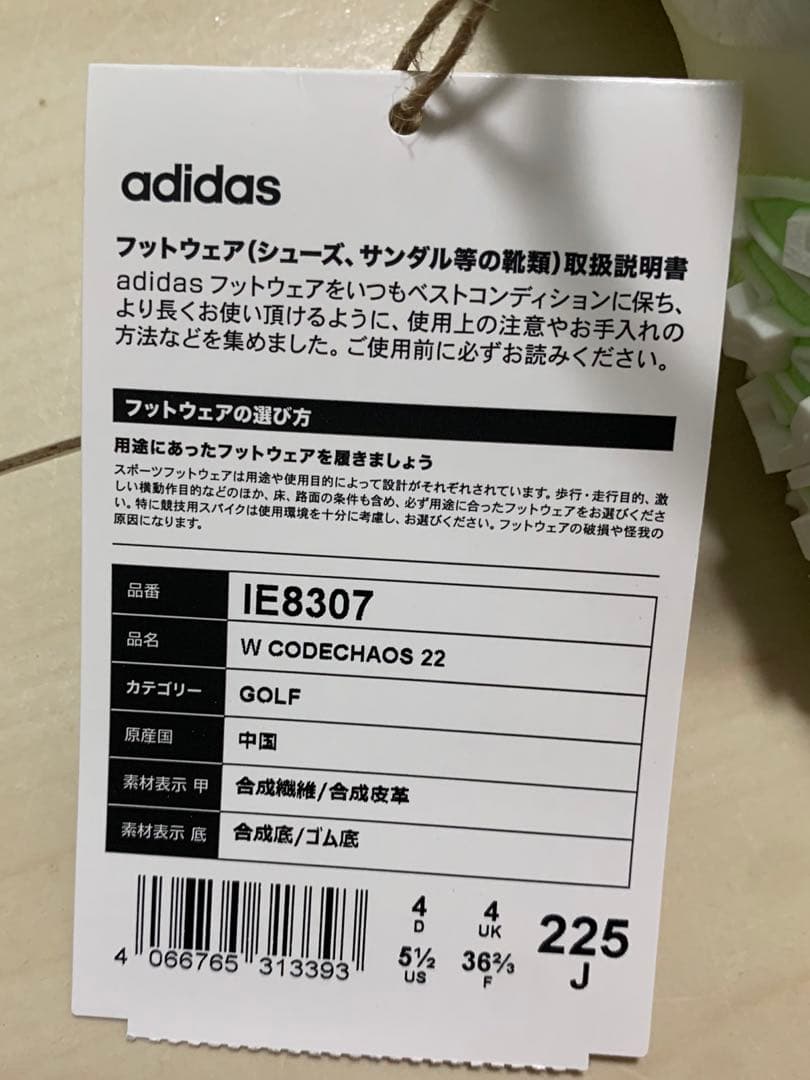 adidas
フットウェア(シューズ、サンダル等の靴類)取扱説明書
adidas フットウェアをいつもベストコンディションに保ち、
より長くお使い頂けるように、使用上の注意やお手入れの
方法などを集めました。ご使用前に必ずお読みください。
フットウェアの選び方
用途にあったフットウェアを履きましょう
スポーツフットウェアは用途や使用目的によって設計がそれぞれされています。歩行・走行目的、激
しい横動作目的などのほか、床、路面の条件も含め、必ず用途に合ったフットウェアをお選びくださ
い。特に競技用スパイクは使用環境を十分に考慮し、お選びください。フットウェアの破損や怪我の
原因になります。
品番 IE8307
品名 W CODECHAOS 22
カテゴリー GOLF
原産国 中国
素材表示 甲 合成繊維/合成皮革
素材表示 底 合成底/ゴム底
4 D 4 UK 225 J
5½ US 36⅔ F
4 066765 313393